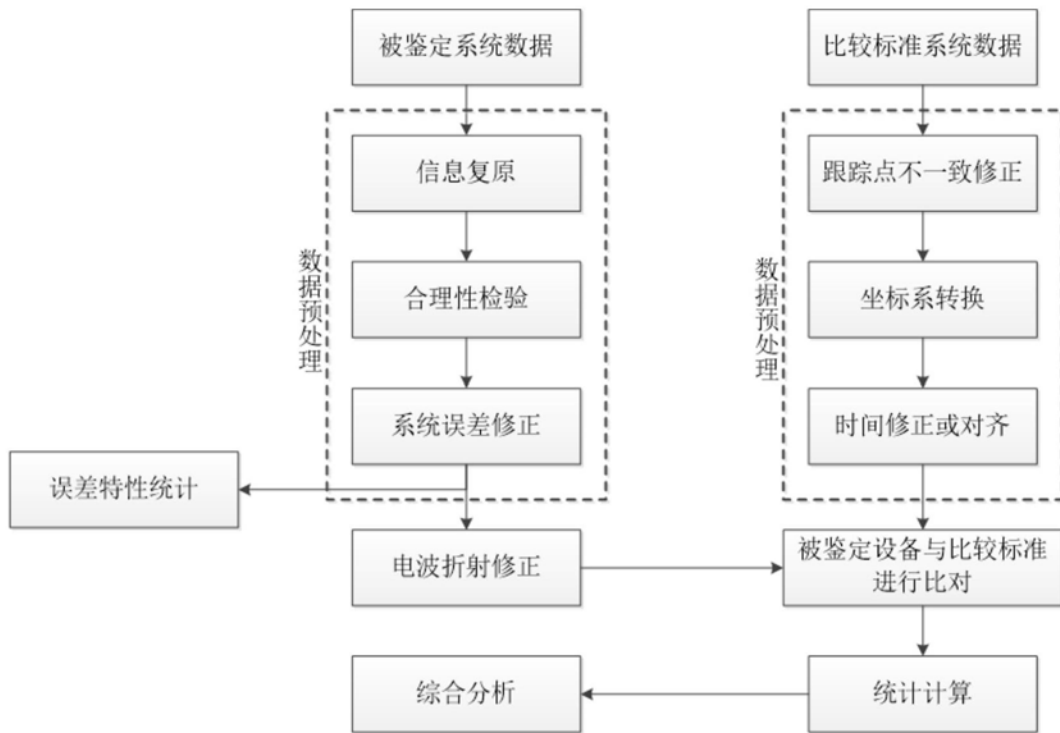 被鉴定系统数据
比较标准系统数据
信息复原
跟踪点不一致修正
数据预处理
合理性检验
数据预处理
坐标系转换
系统误差修正
时间修正或对齐
误差特性统计
电波折射修正
被鉴定设备与比较标准
进行比对
综合分析
统计计算